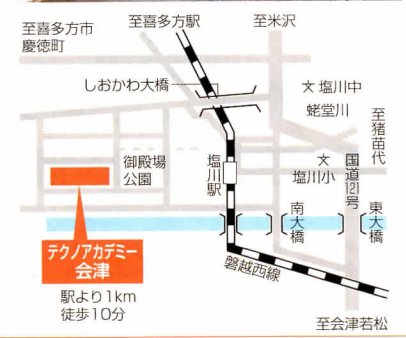 至喜多方市
慶徳町
至喜多方駅
至米沢
しおかわ大橋
文 塩川中
姥堂川
至猪苗代
御殿場
公園
塩川駅
文
塩川小
国道121号
南大橋
東大橋
テクノアカデミー
会津
磐越西線
駅より1km
徒歩10分
至会津若松